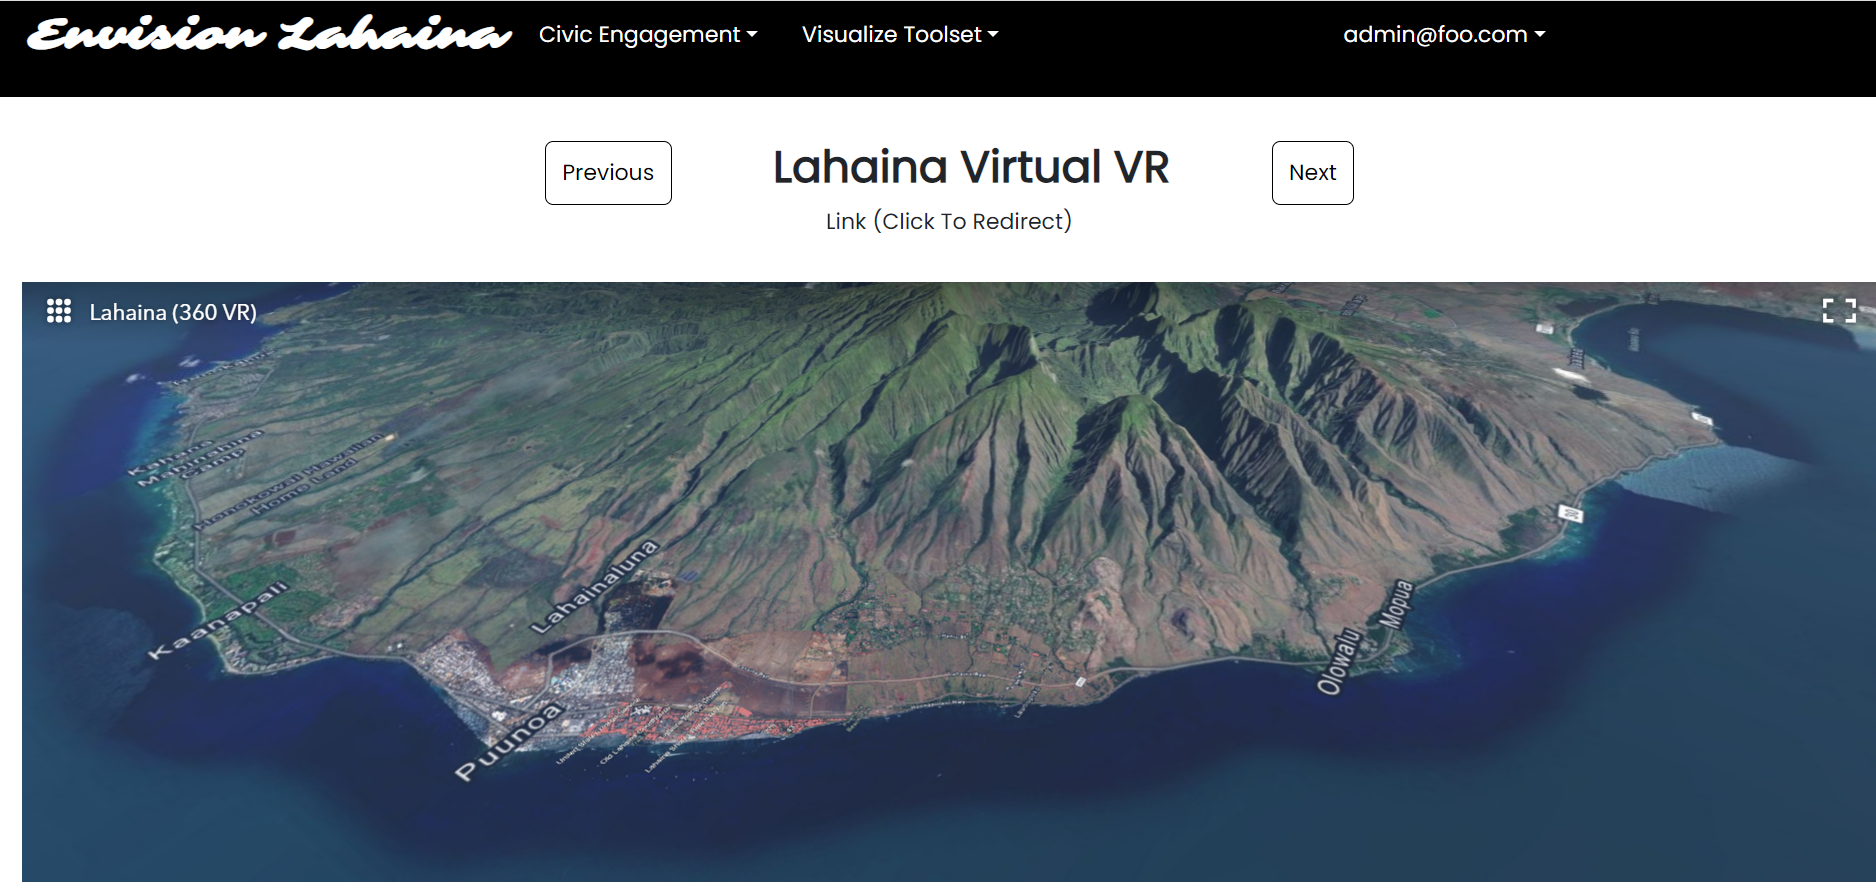 Envision Lahaina
Civic Engagement
Visualize Toolset
admin@foo.com
Previous
Lahaina Virtual VR
Next
Link (Click To Redirect)
Lahaina (360 VR)
Kahana
Mahinahina
Camp
Honokowai Hawaiian
Home Land
Kaanapali
Lahainaluna
Puunoa
Olowalu
Mopua
30